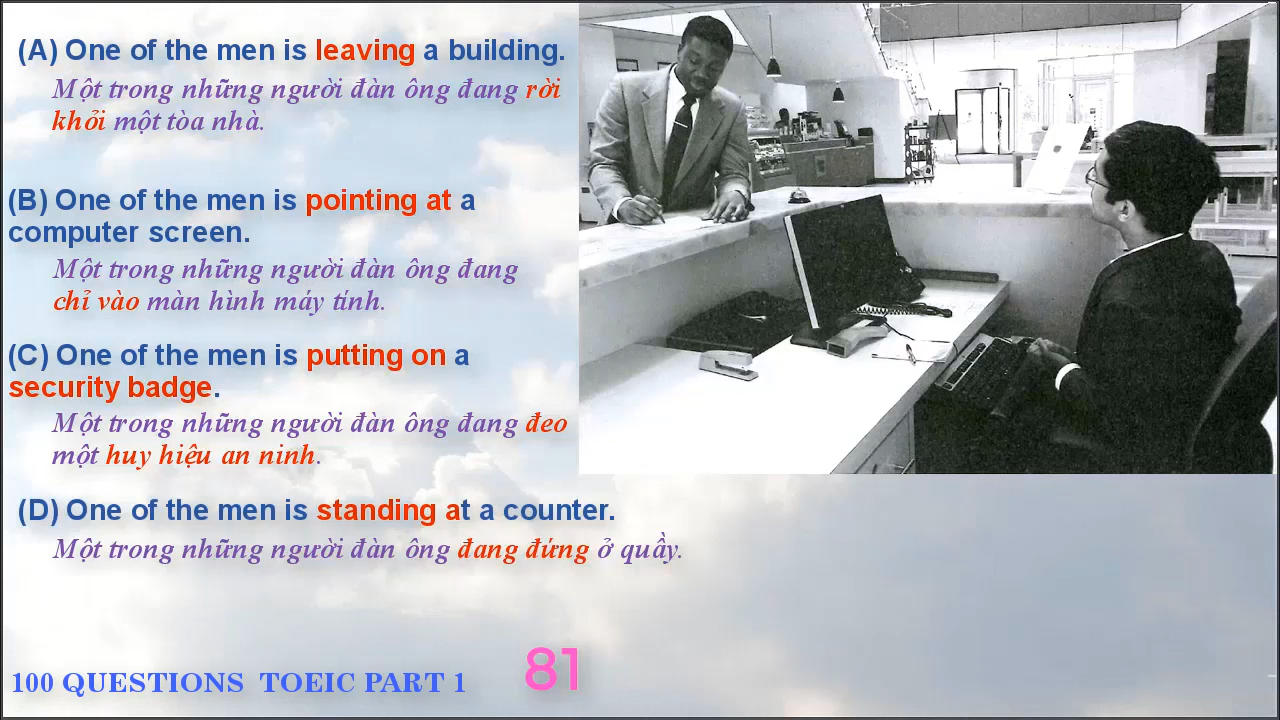 (A) One of the men is leaving a building.
Một trong những người đàn ông đang rời
khỏi một tòa nhà.
(B) One of the men is pointing at a
computer screen.
Một trong những người đàn ông đang
chỉ vào màn hình máy tính.
(C) One of the men is putting on a
security badge.
Một trong những người đàn ông đang đeo
một huy hiệu an ninh.
(D) One of the men is standing at a counter.
Một trong những người đàn ông đang đứng ở quầy.
100 QUESTIONS TOEIC PART 1
81